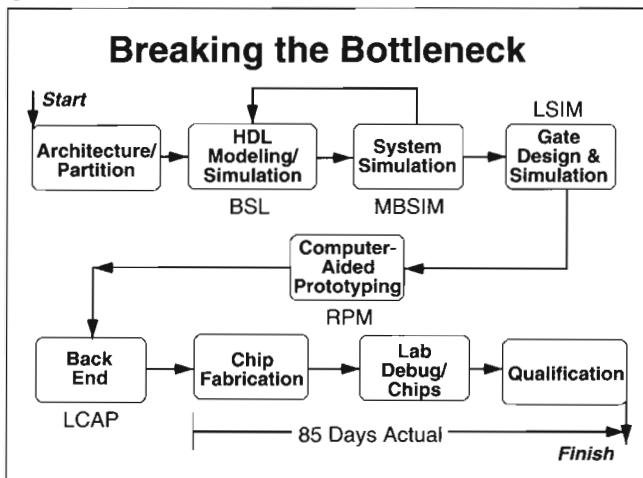 Breaking the Bottleneck
Start
Architecture/
Partition
HDL
Modeling/
Simulation
BSL
System
Simulation
MBSIM
LSIM
Gate
Design &
Simulation
Computer-
Aided
Prototyping
RPM
Back
End
LCAP
Chip
Fabrication
Lab
Debug/
Chips
Qualification
85 Days Actual
Finish